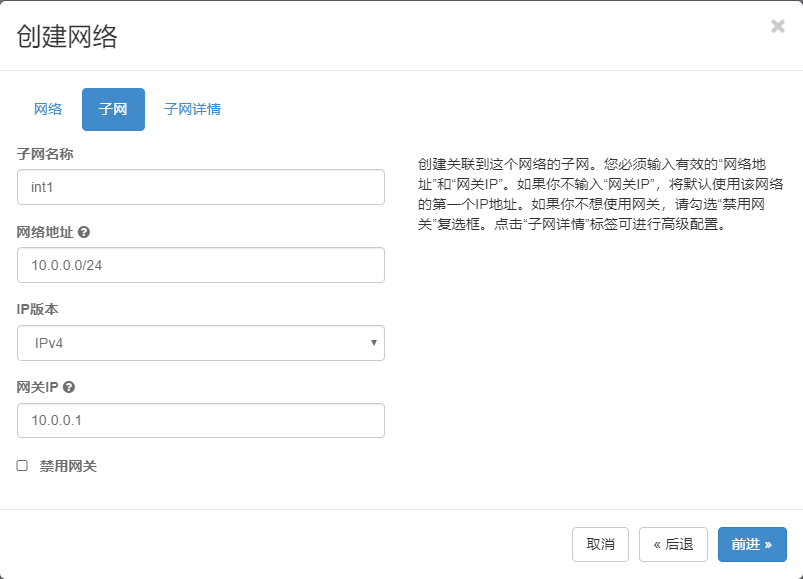 创建网络
×
网络 子网 子网详情
子网名称
int1
网络地址
10.0.0.0/24
IP版本
IPv4
网关IP
10.0.0.1
禁用网关
创建关联到这个网络的子网。您必须输入有效的“网络地
址”和“网关IP”。如果你不输入“网关IP”，将默认使用该网络
的第一个IP地址。如果你不想使用网关，请勾选“禁用网
关”复选框。点击“子网详情”标签可进行高级配置。
取消 « 后退 前进 »